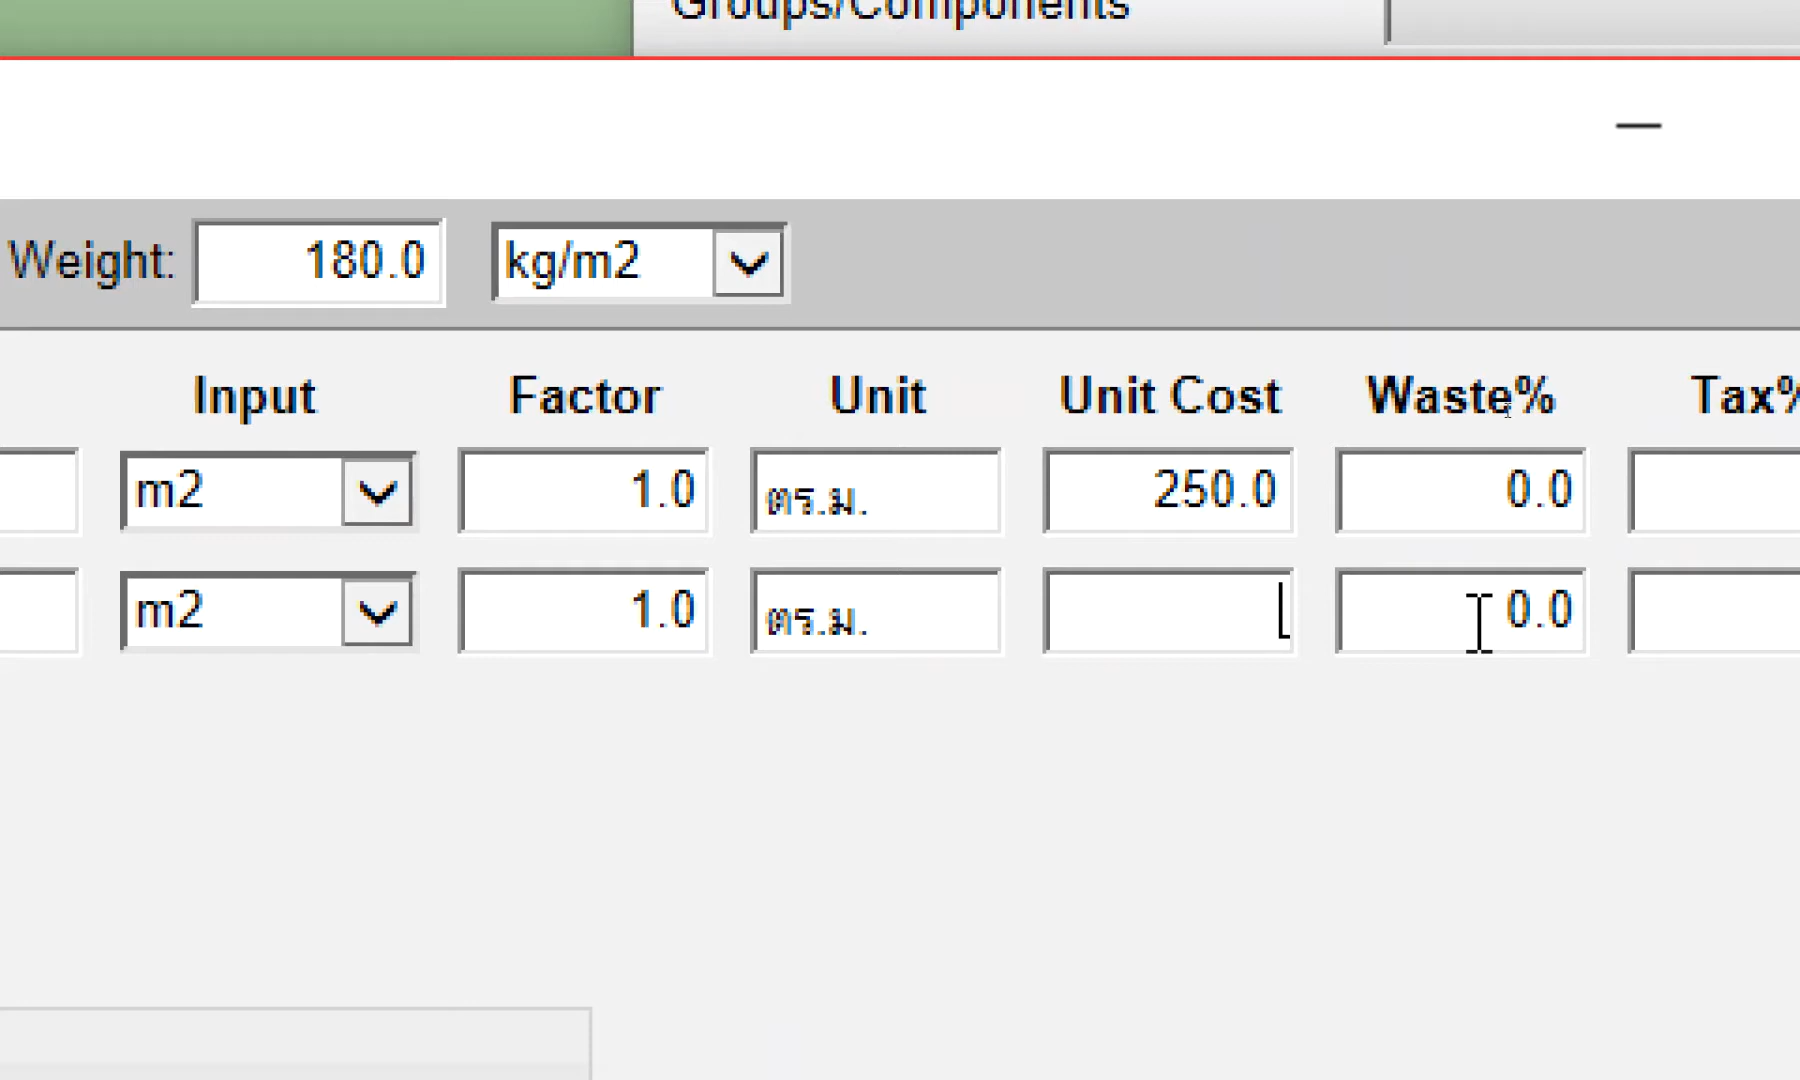 Groups/Components
Weight: 180.0 kg/m2
Input Factor Unit Unit Cost Waste% Tax%
m2 1.0 ตร.ม. 250.0 0.0
m2 1.0 ตร.ม. 0.0